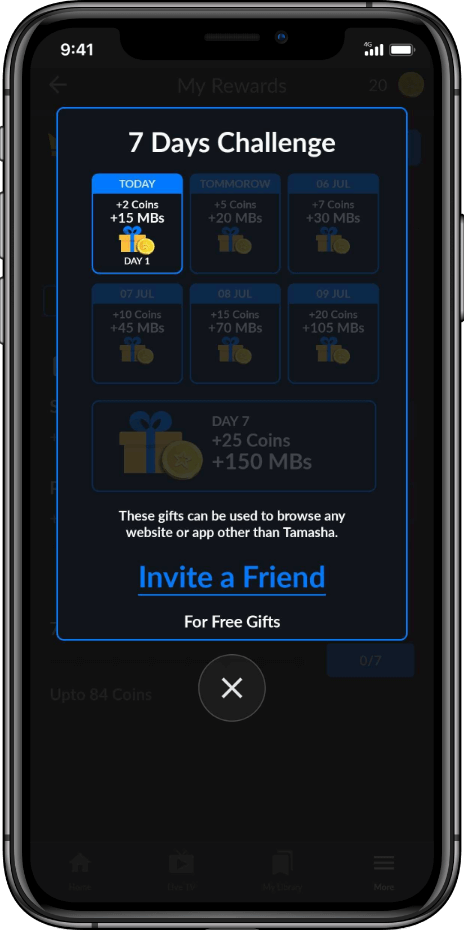 9:41
4G
My Rewards
20
7 Days Challenge
TODAY
+2 Coins
+15 MBs
DAY 1
TOMMOROW
+5 Coins
+20 MBs
06 JUL
+7 Coins
+30 MBs
07 JUL
+10 Coins
+45 MBs
08 JUL
+15 Coins
+70 MBs
09 JUL
+20 Coins
+105 MBs
DAY 7
+25 Coins
+150 MBs
These gifts can be used to browse any
website or app other than Tamasha.
Invite a Friend
For Free Gifts
0/7
Upto 84 Coins
More